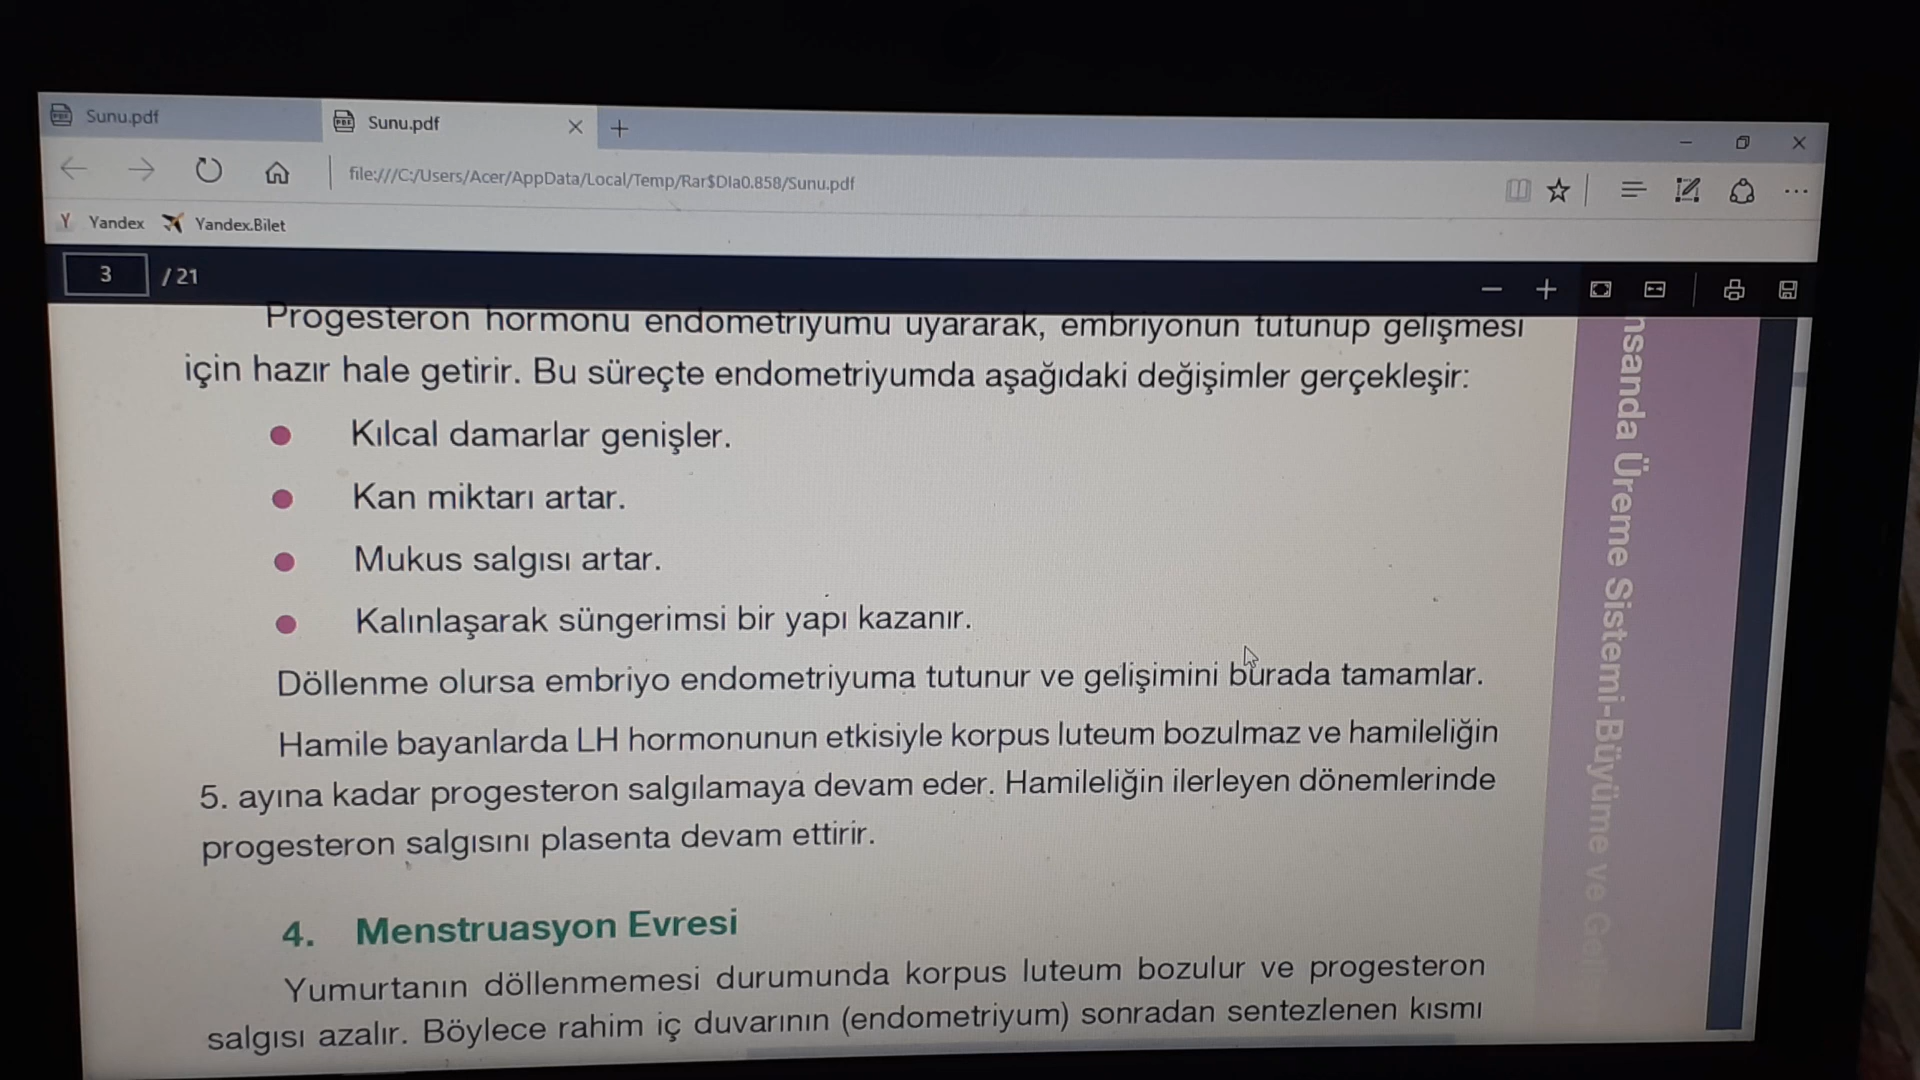 Sunu.pdf
Sunu.pdf
file:///C:/Users/Acer/AppData/Local/Temp/Rar$DIa0.858/Sunu.pdf
Y Yandex Yandex.Bilet
3 / 21
Progesteron hormonu endometriyumu uyararak, embriyonun tutunup gelişmesi
için hazır hale getirir. Bu süreçte endometriyumda aşağıdaki değişimler gerçekleşir:
Kılcal damarlar genişler.
Kan miktarı artar.
Mukus salgısı artar.
Kalınlaşarak süngerimsi bir yapı kazanır.
Döllenme olursa embriyo endometriyuma tutunur ve gelişimini burada tamamlar.
Hamile bayanlarda LH hormonunun etkisiyle korpus luteum bozulmaz ve hamileliğin
5. ayına kadar progesteron salgılamaya devam eder. Hamileliğin ilerleyen dönemlerinde
progesteron salgısını plasenta devam ettirir.
4. Menstruasyon Evresi
Yumurtanın döllenmemesi durumunda korpus luteum bozulur ve progesteron
salgısı azalır. Böylece rahim iç duvarının (endometriyum) sonradan sentezlenen kısmı
nsanda Üreme Sistemi-Büyüme ve